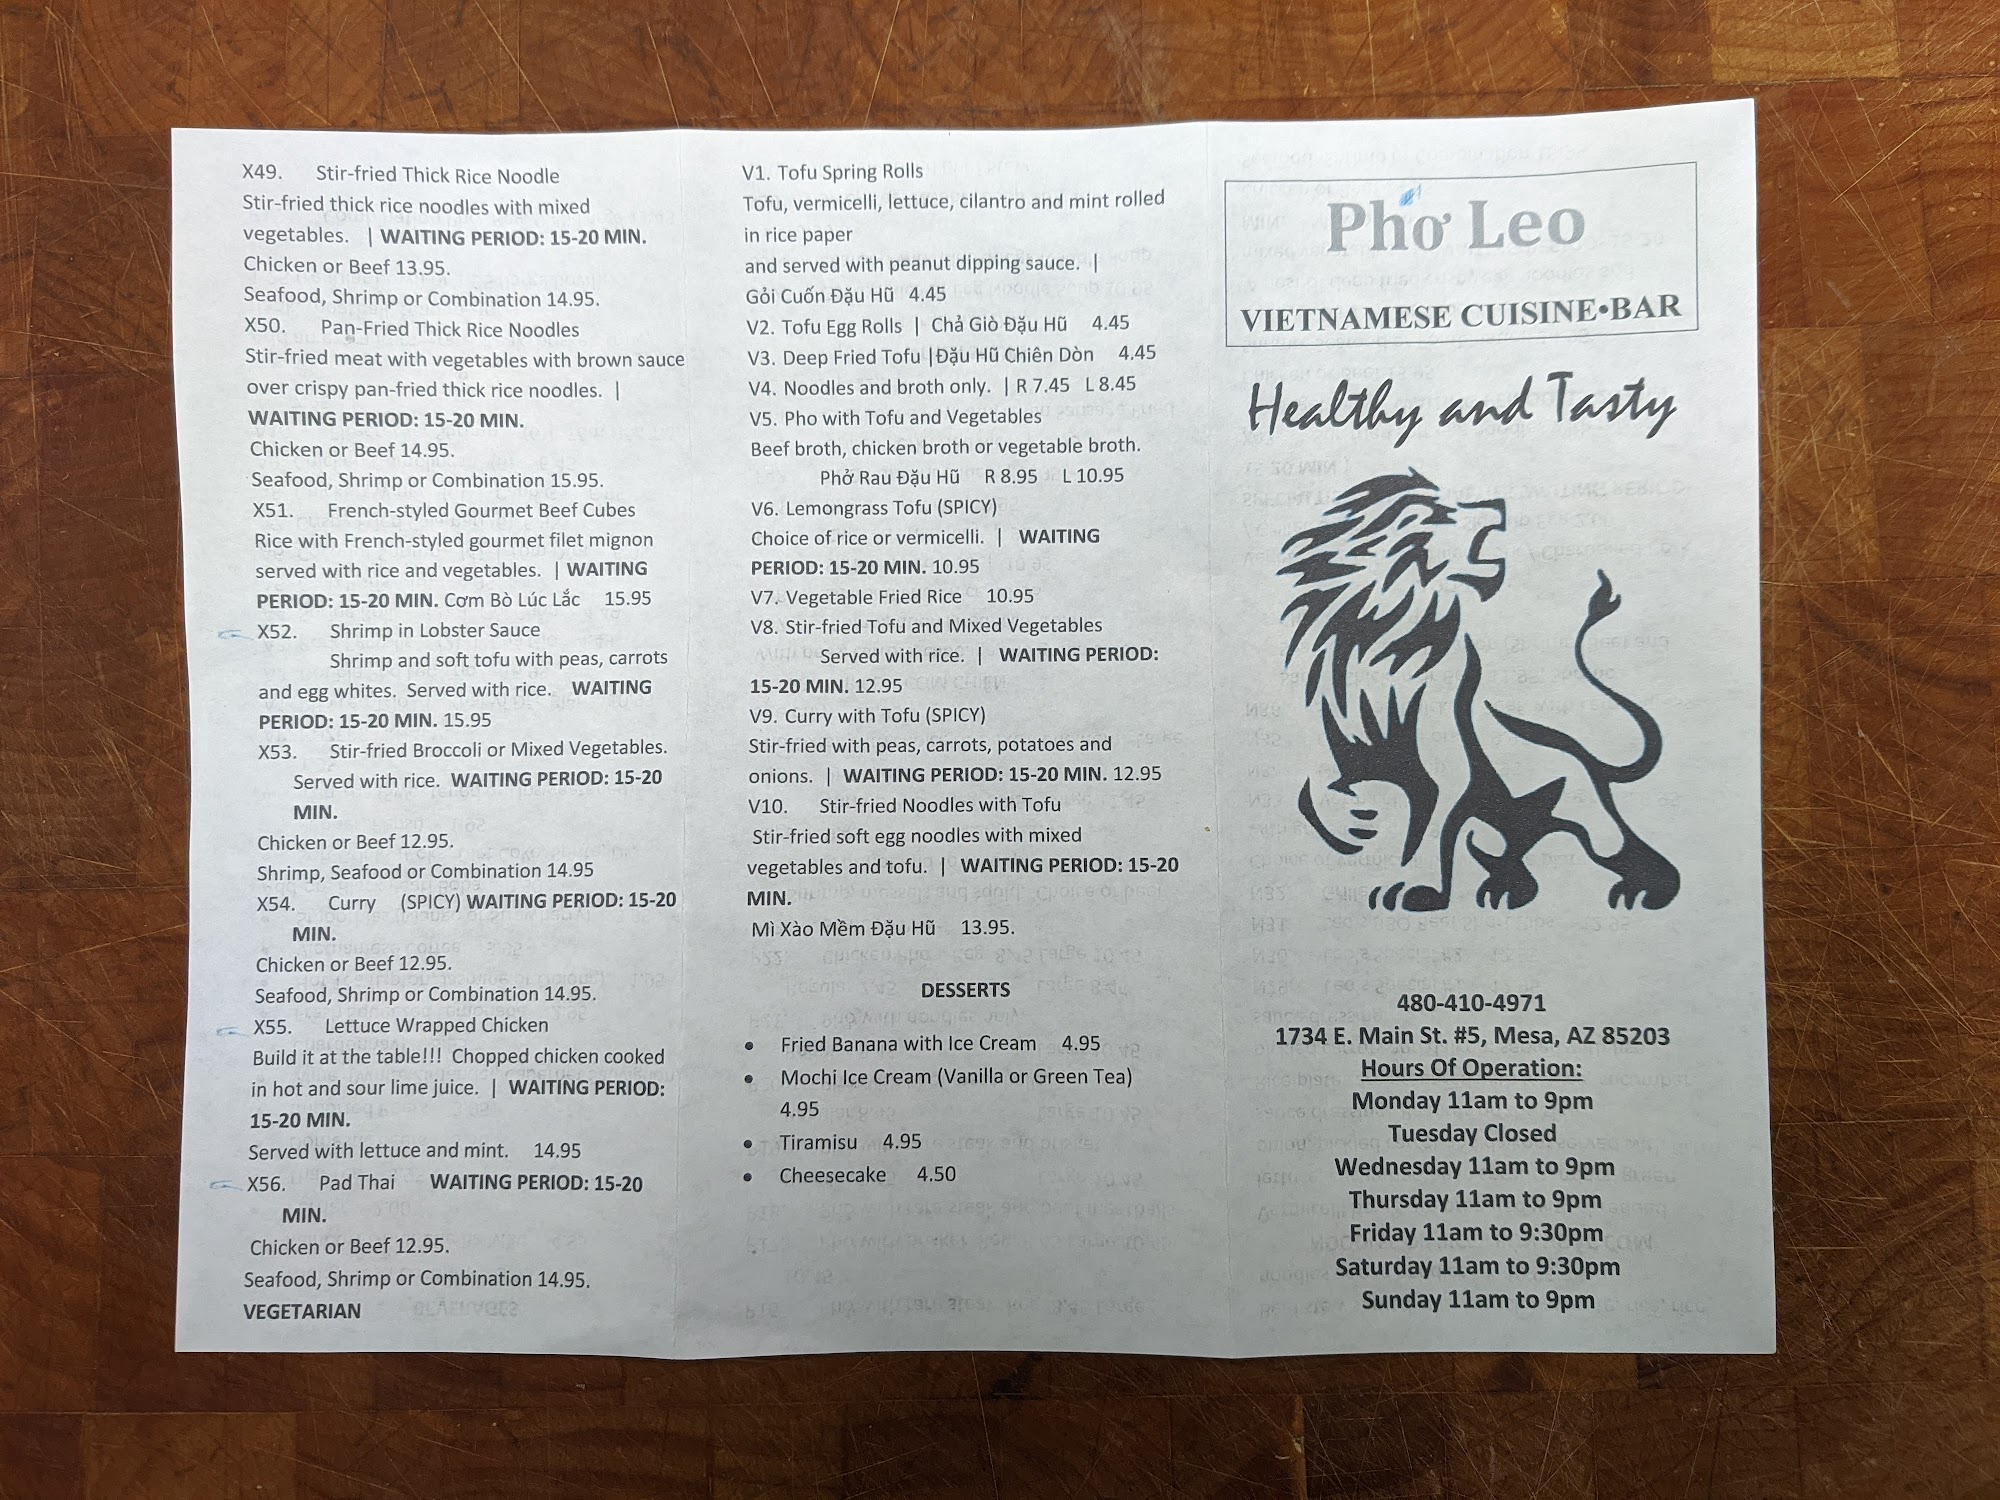 X49. Stir-fried Thick Rice Noodle
Stir-fried thick rice noodles with mixed
vegetables. | WAITING PERIOD: 15-20 MIN.
Chicken or Beef 13.95.
Seafood, Shrimp or Combination 14.95.
X50. Pan-Fried Thick Rice Noodles
Stir-fried meat with vegetables with brown sauce
over crispy pan-fried thick rice noodles. |
WAITING PERIOD: 15-20 MIN.
Chicken or Beef 14.95.
Seafood, Shrimp or Combination 15.95.
X51. French-styled Gourmet Beef Cubes
Rice with French-styled gourmet filet mignon
served with rice and vegetables. | WAITING
PERIOD: 15-20 MIN. Cơm Bò Lúc Lắc 15.95
X52. Shrimp in Lobster Sauce
Shrimp and soft tofu with peas, carrots
and egg whites. Served with rice. WAITING
PERIOD: 15-20 MIN. 15.95
X53. Stir-fried Broccoli or Mixed Vegetables.
Served with rice. WAITING PERIOD: 15-20
MIN.
Chicken or Beef 12.95.
Shrimp, Seafood or Combination 14.95
X54. Curry (SPICY) WAITING PERIOD: 15-20
MIN.
Chicken or Beef 12.95.
Seafood, Shrimp or Combination 14.95.
X55. Lettuce Wrapped Chicken
Build it at the table!!! Chopped chicken cooked
in hot and sour lime juice. | WAITING PERIOD:
15-20 MIN.
Served with lettuce and mint. 14.95
X56. Pad Thai WAITING PERIOD: 15-20
MIN.
Chicken or Beef 12.95.
Seafood, Shrimp or Combination 14.95.
VEGETARIAN
V1. Tofu Spring Rolls
Tofu, vermicelli, lettuce, cilantro and mint rolled
in rice paper
and served with peanut dipping sauce. |
Gỏi Cuốn Đậu Hũ 4.45
V2. Tofu Egg Rolls | Chả Giò Đậu Hũ 4.45
V3. Deep Fried Tofu |Đậu Hũ Chiên Dòn 4.45
V4. Noodles and broth only. | R 7.45 L 8.45
V5. Pho with Tofu and Vegetables
Beef broth, chicken broth or vegetable broth.
Phở Rau Đậu Hũ R 8.95 L 10.95
V6. Lemongrass Tofu (SPICY)
Choice of rice or vermicelli. | WAITING
PERIOD: 15-20 MIN. 10.95
V7. Vegetable Fried Rice 10.95
V8. Stir-fried Tofu and Mixed Vegetables
Served with rice. | WAITING PERIOD:
15-20 MIN. 12.95
V9. Curry with Tofu (SPICY)
Stir-fried with peas, carrots, potatoes and
onions. | WAITING PERIOD: 15-20 MIN. 12.95
V10. Stir-fried Noodles with Tofu
Stir-fried soft egg noodles with mixed
vegetables and tofu. | WAITING PERIOD: 15-20
MIN.
Mì Xào Mềm Đậu Hũ 13.95.
DESSERTS
• Fried Banana with Ice Cream 4.95
• Mochi Ice Cream (Vanilla or Green Tea)
4.95
• Tiramisu 4.95
• Cheesecake 4.50
Phơ Leo
VIETNAMESE CUISINE•BAR
Healthy and Tasty
480-410-4971
1734 E. Main St. #5, Mesa, AZ 85203
Hours Of Operation:
Monday 11am to 9pm
Tuesday Closed
Wednesday 11am to 9pm
Thursday 11am to 9pm
Friday 11am to 9:30pm
Saturday 11am to 9:30pm
Sunday 11am to 9pm